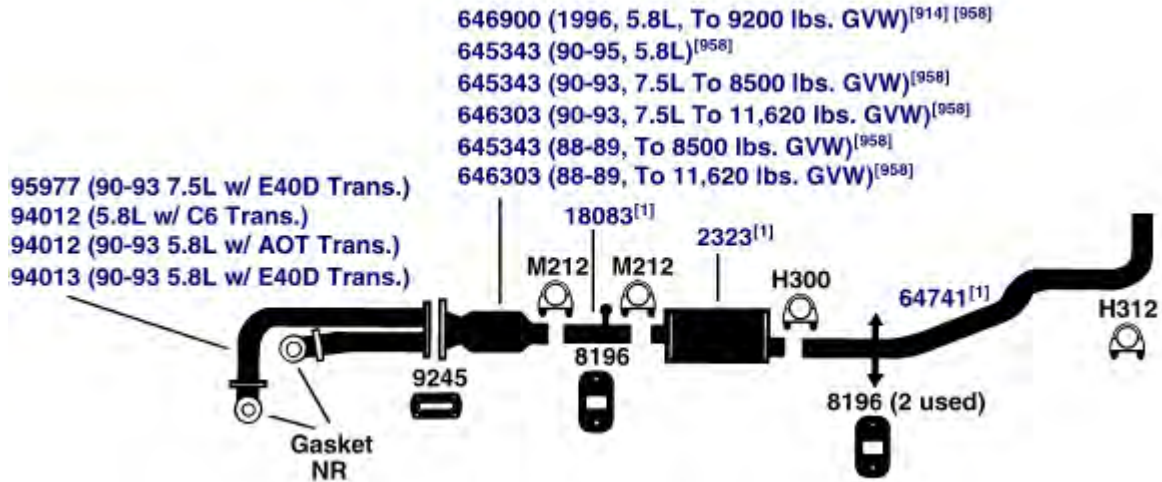 646900 (1996, 5.8L, To 9200 lbs. GVW)[914] [958]
645343 (90-95, 5.8L)[958]
645343 (90-93, 7.5L To 8500 lbs. GVW)[958]
646303 (90-93, 7.5L To 11,620 lbs. GVW)[958]
645343 (88-89, To 8500 lbs. GVW)[958]
646303 (88-89, To 11,620 lbs. GVW)[958]
95977 (90-93 7.5L w/ E40D Trans.)
94012 (5.8L w/ C6 Trans.)
94012 (90-93 5.8L w/ AOT Trans.)
94013 (90-93 5.8L w/ E40D Trans.)
18083[1]
2323[1]
M212
M212
H300
64741[1]
H312
9245
8196
8196 (2 used)
Gasket
NR